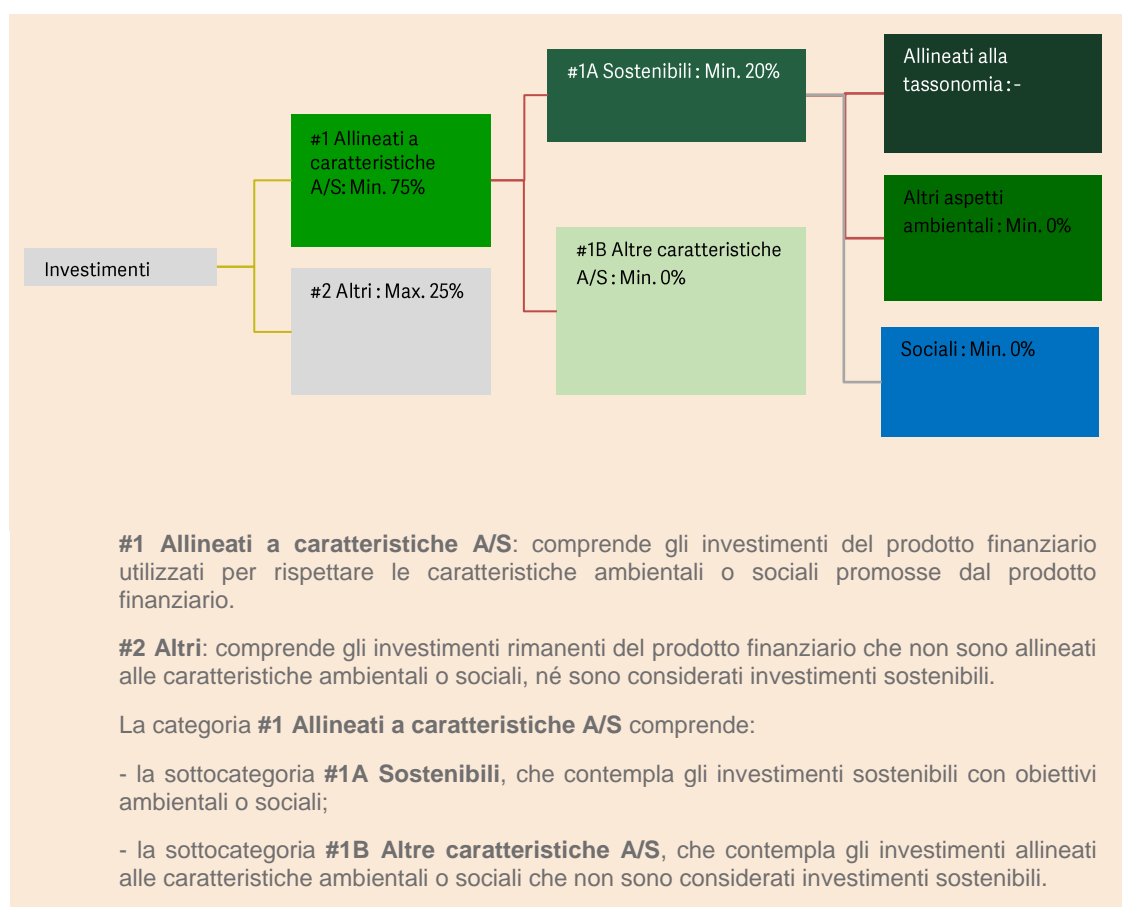 Investimenti
#1 Allineati a
caratteristiche
A/S: Min. 75%
#2 Altri : Max. 25%
#1A Sostenibili : Min. 20%
#1B Altre caratteristiche
A/S : Min. 0%
Allineati alla
tassonomia : -
Altri aspetti
ambientali : Min. 0%
Sociali : Min. 0%
#1 Allineati a caratteristiche A/S: comprende gli investimenti del prodotto finanziario
utilizzati per rispettare le caratteristiche ambientali o sociali promosse dal prodotto
finanziario.
#2 Altri: comprende gli investimenti rimanenti del prodotto finanziario che non sono allineati
alle caratteristiche ambientali o sociali, né sono considerati investimenti sostenibili.
La categoria #1 Allineati a caratteristiche A/S comprende:
- la sottocategoria #1A Sostenibili, che contempla gli investimenti sostenibili con obiettivi
ambientali o sociali;
- la sottocategoria #1B Altre caratteristiche A/S, che contempla gli investimenti allineati
alle caratteristiche ambientali o sociali che non sono considerati investimenti sostenibili.